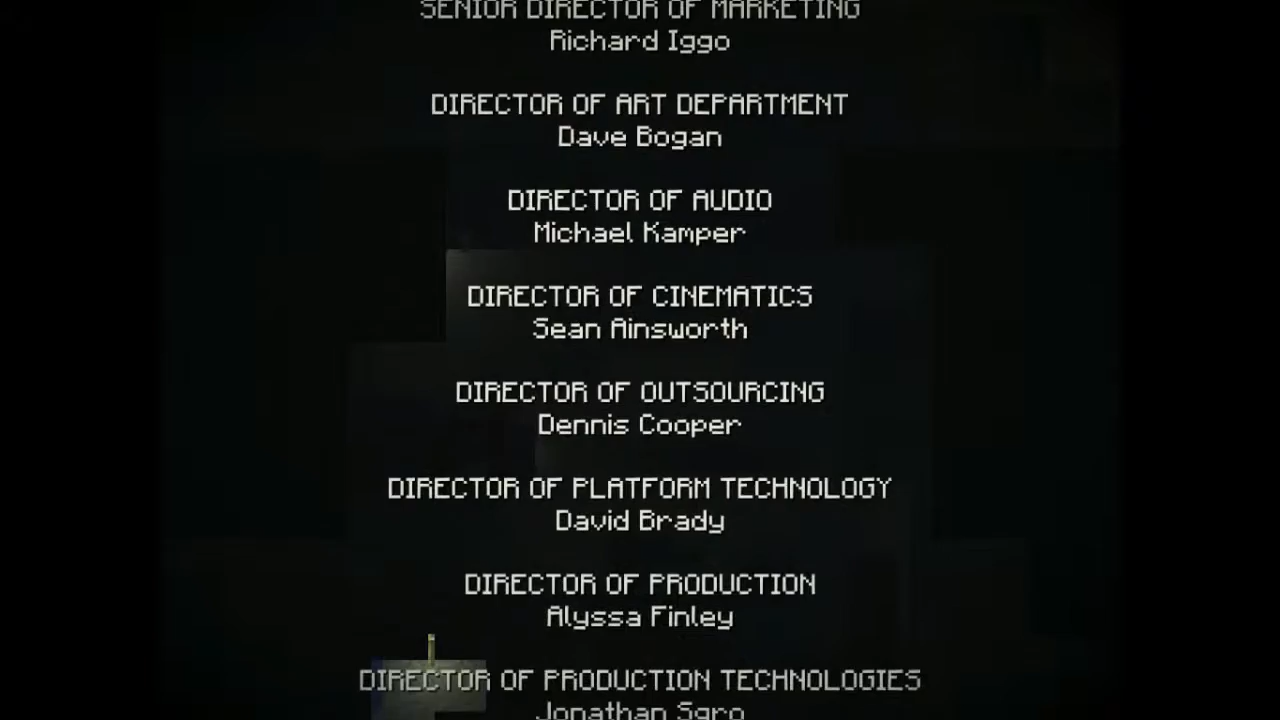 SENIOR DIRECTOR OF MARKETING
Richard Iggo
DIRECTOR OF ART DEPARTMENT
Dave Bogan
DIRECTOR OF AUDIO
Michael Kamper
DIRECTOR OF CINEMATICS
Sean Ainsworth
DIRECTOR OF OUTSOURCING
Dennis Cooper
DIRECTOR OF PLATFORM TECHNOLOGY
David Brady
DIRECTOR OF PRODUCTION
Alyssa Finley
DIRECTOR OF PRODUCTION TECHNOLOGIES
Jonathan Sgro